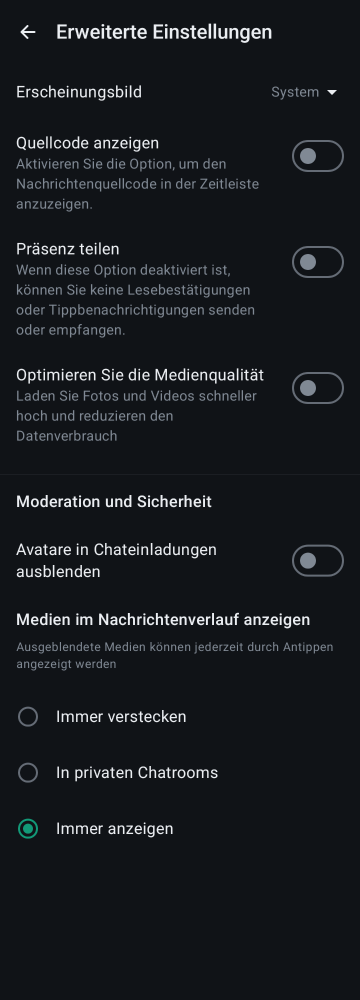 Erweiterte Einstellungen
Erscheinungsbild
System
Quellcode anzeigen
Aktivieren Sie die Option, um den
Nachrichtenquellcode in der Zeitleiste
anzuzeigen.
Präsenz teilen
Wenn diese Option deaktiviert ist,
können Sie keine Lesebestätigungen
oder Tippbenachrichtigungen senden
oder empfangen.
Optimieren Sie die Medienqualität
Laden Sie Fotos und Videos schneller
hoch und reduzieren den
Datenverbrauch
Moderation und Sicherheit
Avatare in Chateinladungen
ausblenden
Medien im Nachrichtenverlauf anzeigen
Ausgeblendete Medien können jederzeit durch Antippen
angezeigt werden
Immer verstecken
In privaten Chatrooms
Immer anzeigen